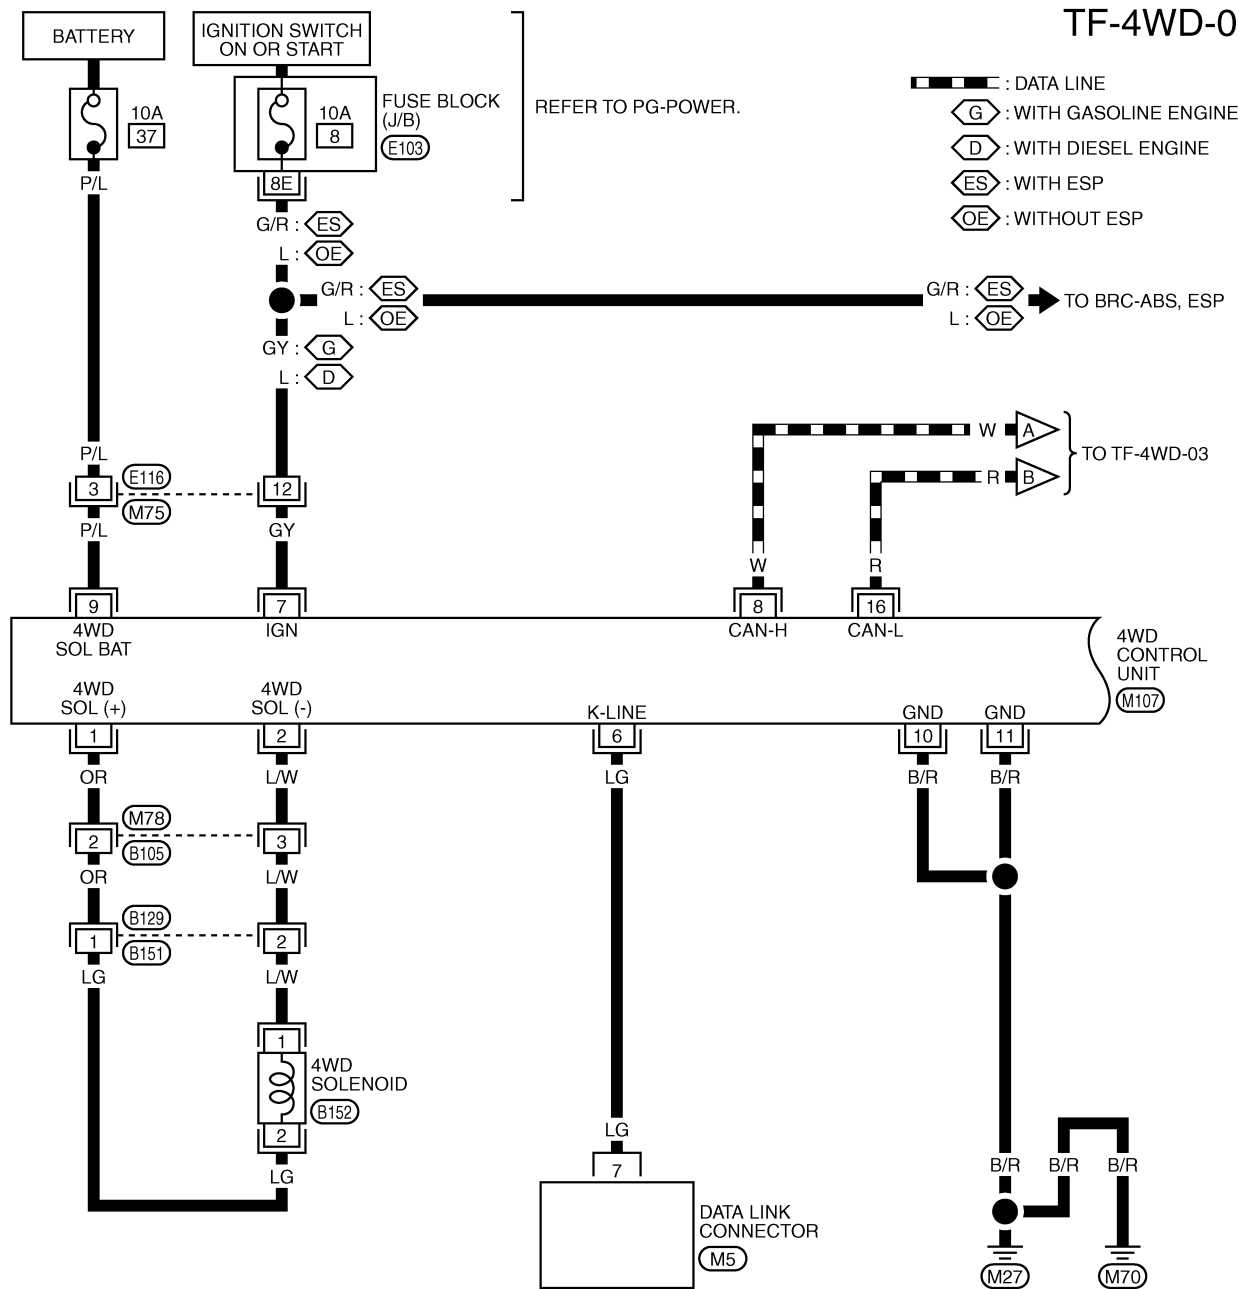 TF-4WD-0
BATTERY
IGNITION SWITCH
ON OR START
10A
37
10A
8
FUSE BLOCK
(J/B)
E103
REFER TO PG-POWER.
: DATA LINE
G : WITH GASOLINE ENGINE
D : WITH DIESEL ENGINE
ES : WITH ESP
OE : WITHOUT ESP
P/L
8E
G/R : ES
L : OE
G/R : ES
L : OE
G/R : ES
L : OE
TO BRC-ABS, ESP
GY : G
L : D
W
A
R
B
TO TF-4WD-03
P/L
3
E116
M75
12
P/L
GY
W
R
9
7
8
16
4WD
SOL BAT
IGN
CAN-H
CAN-L
4WD
CONTROL
UNIT
M107
4WD
SOL (+)
4WD
SOL (-)
K-LINE
GND
GND
1
2
6
10
11
OR
L/W
LG
B/R
B/R
2
M78
B105
3
OR
L/W
1
B129
B151
2
LG
L/W
1
4WD
SOLENOID
B152
2
LG
LG
7
DATA LINK
CONNECTOR
M5
B/R
B/R
B/R
M27
M70